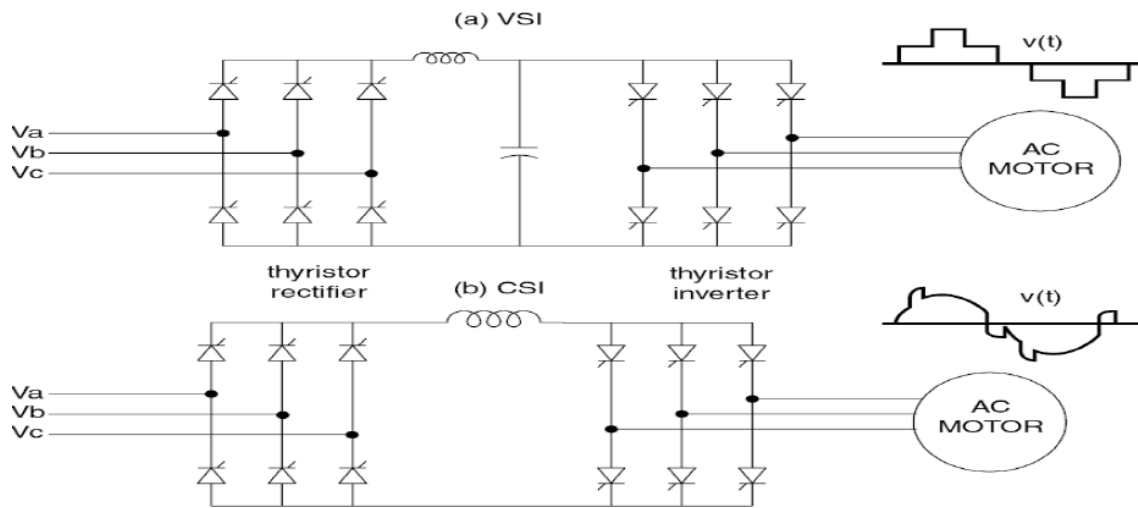 (a) VSI
v(t)
Va
Vb
Vc
AC
MOTOR
thyristor
rectifier
thyristor
inverter
(b) CSI
v(t)
Va
Vb
Vc
AC
MOTOR